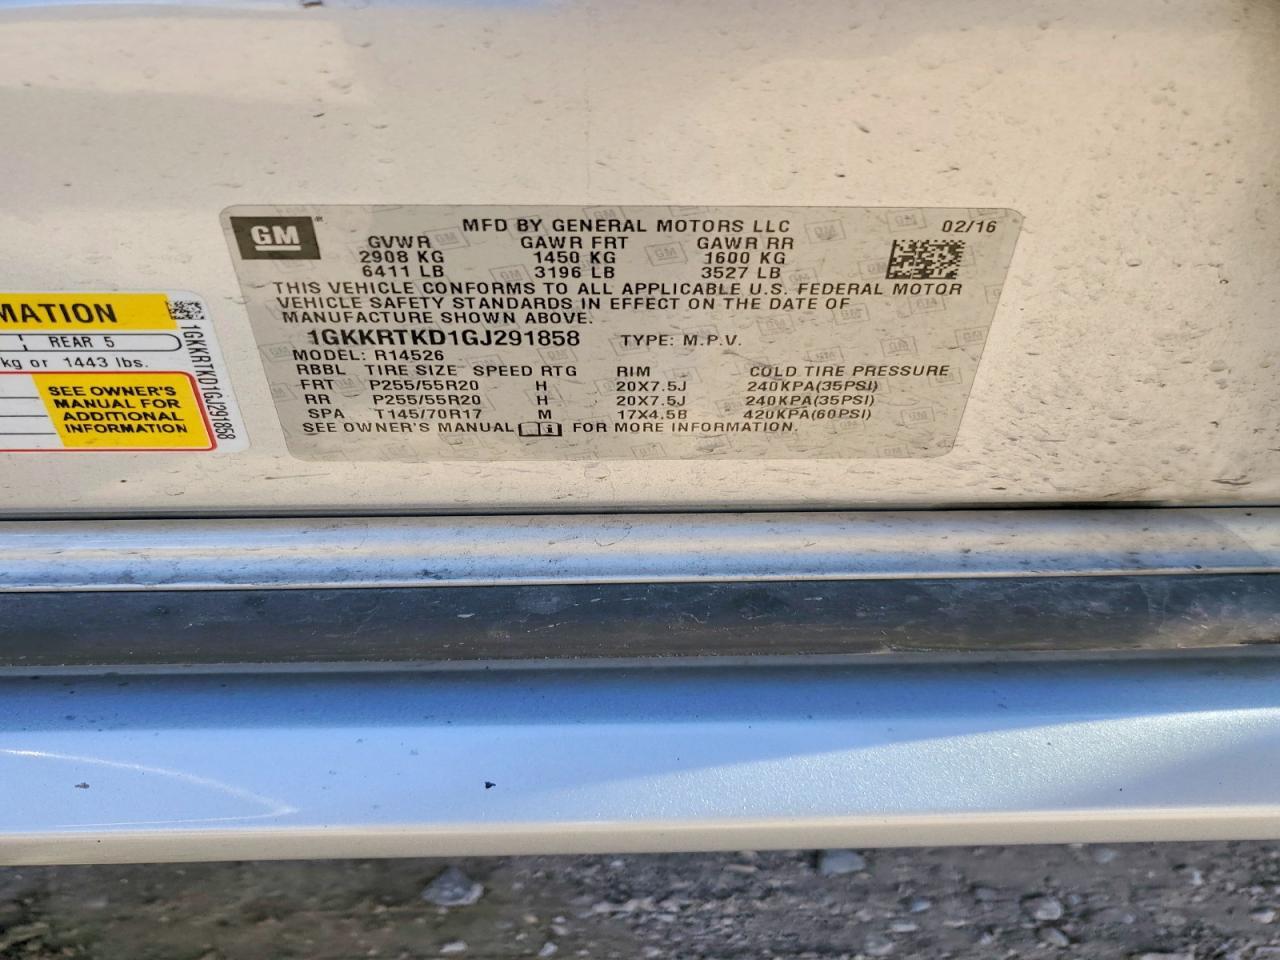 GM
MFD BY GENERAL MOTORS LLC 02/16
GVWR GAWR FRT GAWR RR
2908 KG 1450 KG 1600 KG
6411 LB 3196 LB 3527 LB
THIS VEHICLE CONFORMS TO ALL APPLICABLE U.S. FEDERAL MOTOR
VEHICLE SAFETY STANDARDS IN EFFECT ON THE DATE OF
MANUFACTURE SHOWN ABOVE.
1GKKRTKD1GJ291858 TYPE: M.P.V.
MODEL: R14526
RBBL TIRE SIZE SPEED RTG RIM COLD TIRE PRESSURE
FRT P255/55R20 H 20X7.5J 240KPA(35PSI)
RR P255/55R20 H 20X7.5J 240KPA(35PSI)
SPA T145/70R17 M 17X4.5B 420KPA(60PSI)
SEE OWNER'S MANUAL FOR MORE INFORMATION.
MATION
REAR 5
kg or 1443 lbs.
SEE OWNER'S
MANUAL FOR
ADDITIONAL
INFORMATION
1GKKRTKD1GJ291858